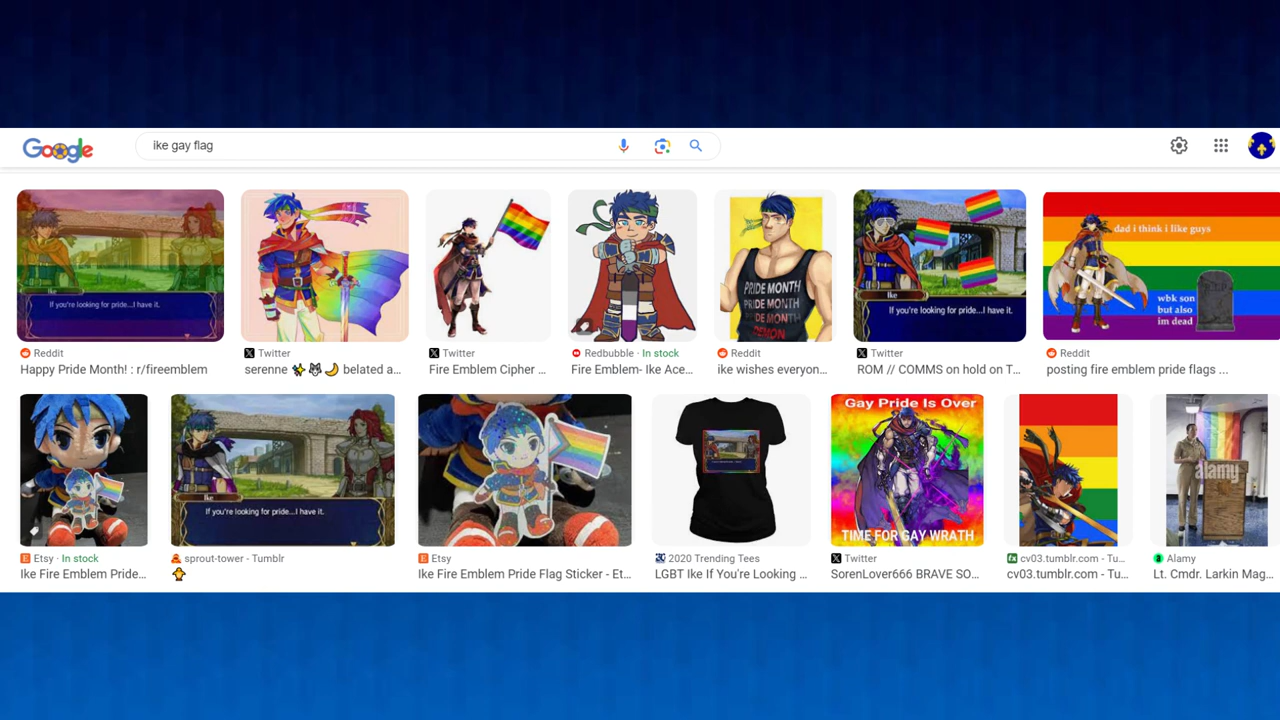 Google
ike gay flag
If you're looking for pride...I have it.
PRIDE MONTH
PRIDE MONTH
PRIDE MONTH
DEMON
Ike
If you're looking for pride...I have it.
dad i think i like guys
wbk son
but also
im dead
Reddit
Twitter
Twitter
Redbubble · In stock
Reddit
Twitter
Reddit
Happy Pride Month! : r/fireemblem
serenne ✨🐱🌙 belated a...
Fire Emblem Cipher ...
Fire Emblem- Ike Ace...
ike wishes everyon...
ROM // COMMS on hold on T...
posting fire emblem pride flags ...
Ike
If you're looking for pride...I have it.
Gay Pride Is Over
TIME FOR GAY WRATH
alamy
Etsy · In stock
sprout-tower - Tumblr
Etsy
2020 Trending Tees
Twitter
cv03.tumblr.com - Tu...
Alamy
Ike Fire Emblem Pride...
Ike Fire Emblem Pride Flag Sticker - Et...
LGBT Ike If You're Looking ...
SorenLover666 BRAVE SO...
cv03.tumblr.com - Tu...
Lt. Cmdr. Larkin Mag...